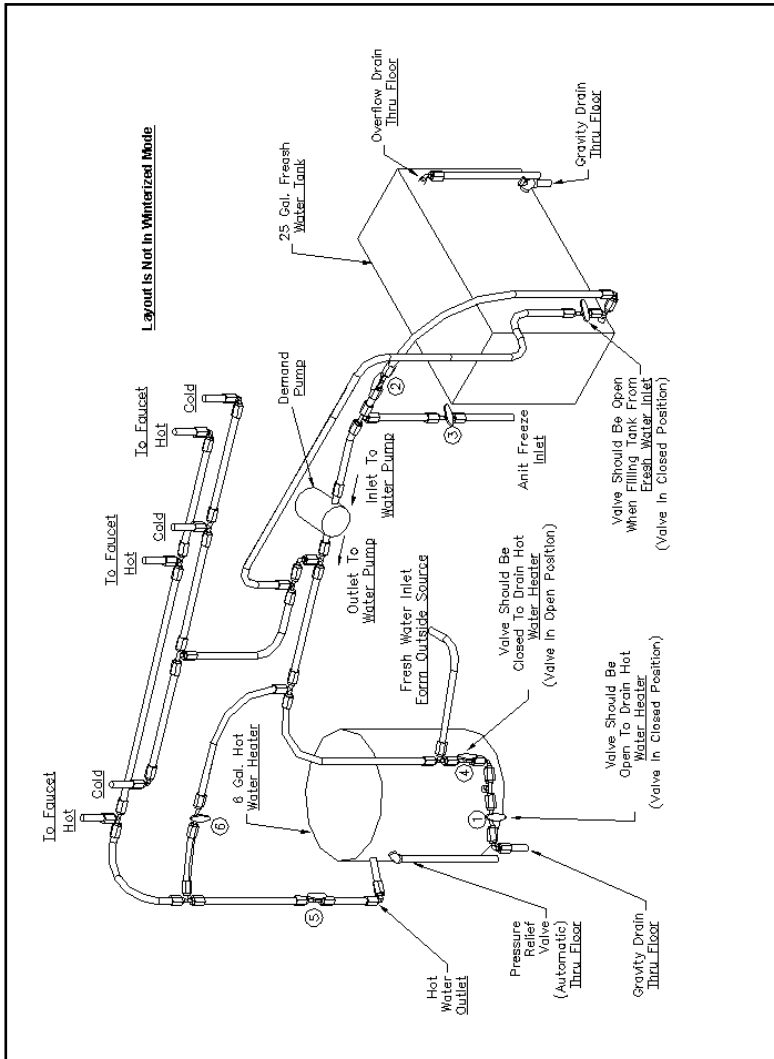 Layout Is Not In Winterized Mode
To Faucet
Hot
Cold
To Faucet
Hot
Cold
To Faucet
Hot
Cold
Demand
Pump
25 Gal. Freash
Water Tank
Overflow Drain
Thru Floor
Gravity Drain
Thru Floor
Inlet To
Water Pump
Outlet To
Water Pump
2
3
Anit Freeze
Inlet
Valve Should Be Open
When Filling Tank From
Fresh Water Inlet
(Valve In Closed Position)
Fresh Water Inlet
Forrn Outside Source
Valve Should Be
Closed To Drain Hot
Water Heater
(Valve In Open Position)
Valve Should Be
Open To Drain Hot
Water Heater
(Valve In Closed Position)
6 Gal. Hot
Water Heater
6
4
1
5
Hot
Water
Outlet
Pressure
Relief
Valve
(Automatic)
Thru Floor
Gravity Drain
Thru Floor